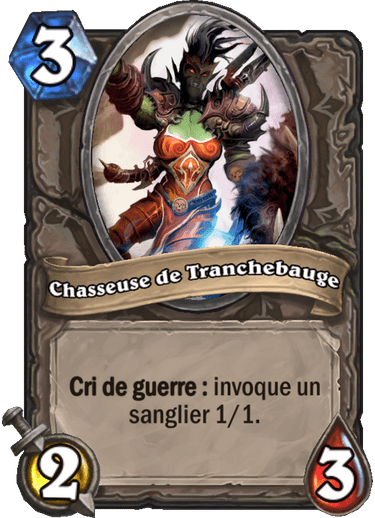 3
Chasseuse de Tranchebauge
Cri de guerre : invoque un
sanglier 1/1.
2
3